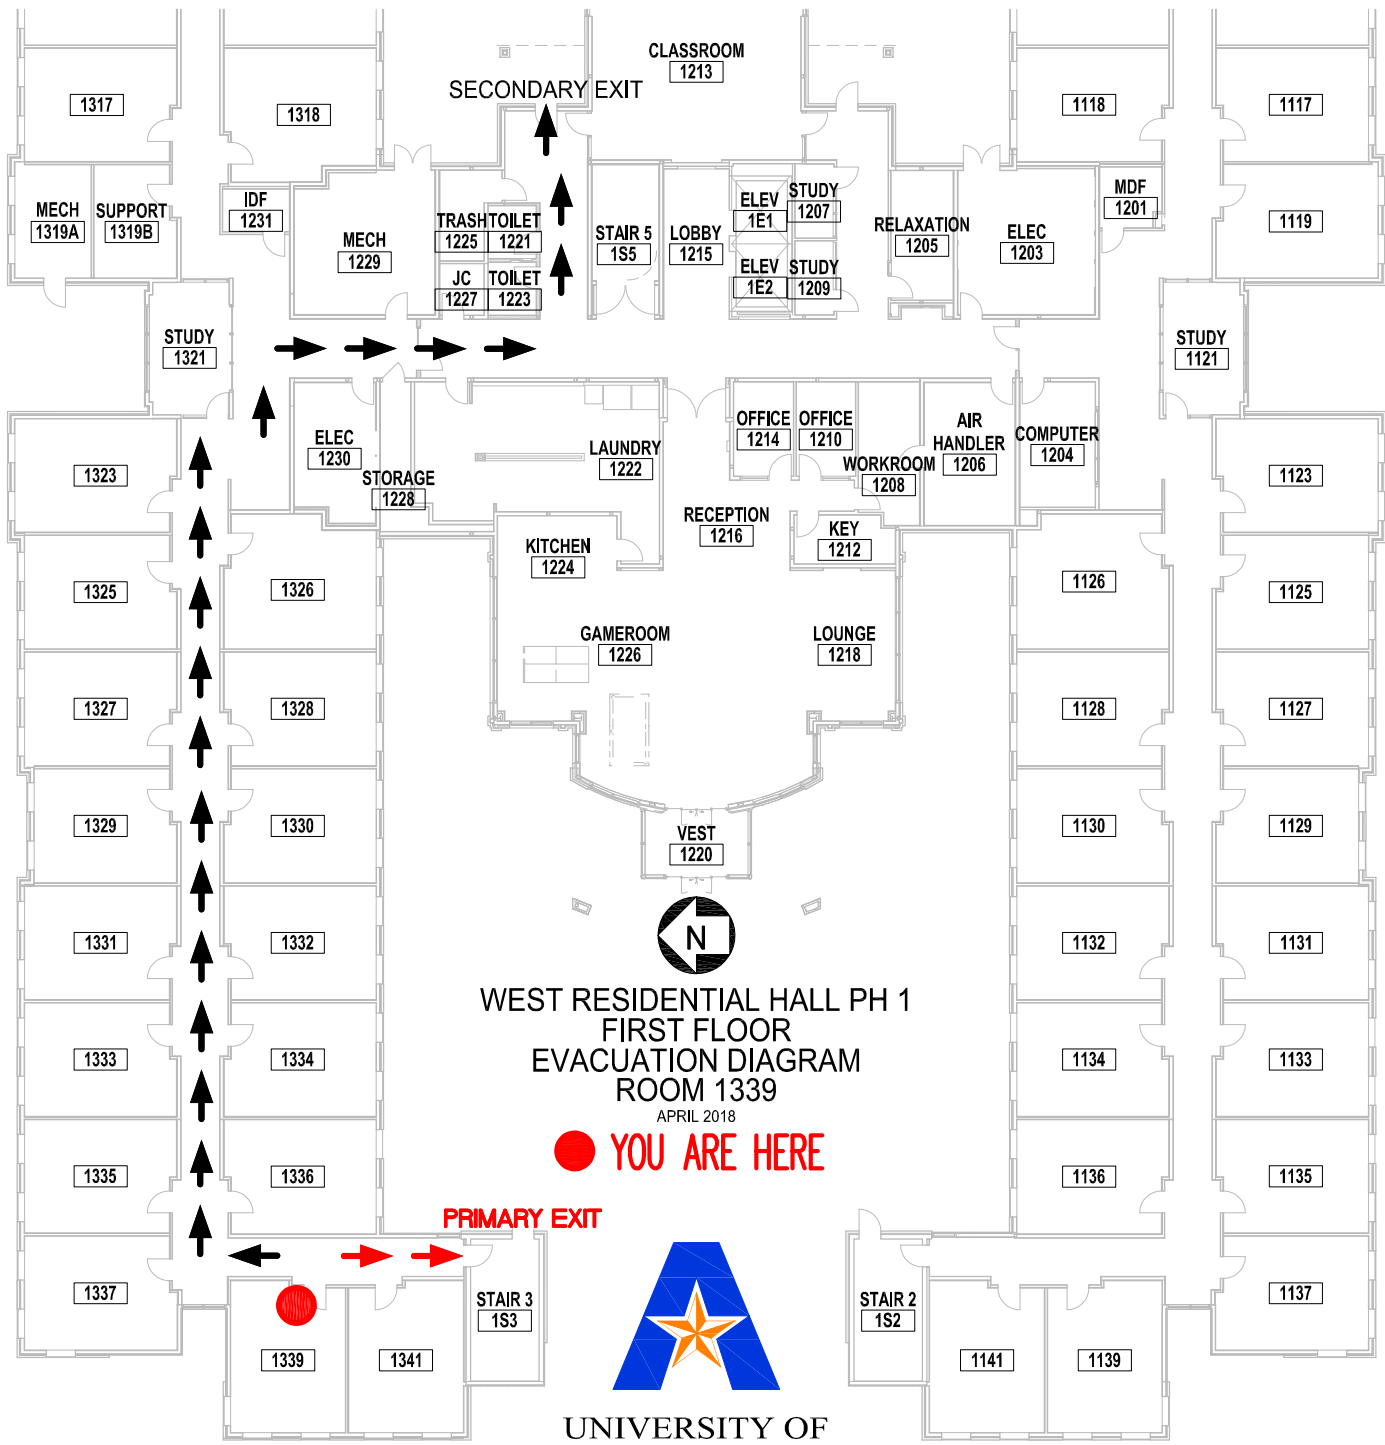 CLASSROOM
1213
SECONDARY EXIT
1317
1318
1118
1117
MECH
1319A
SUPPORT
1319B
IDF
1231
MECH
1229
TRASH
1225
TOILET
1221
JC
1227
TOILET
1223
STAIR 5
1S5
LOBBY
1215
ELEV
1E1
ELEV
1E2
STUDY
1207
STUDY
1209
RELAXATION
1205
ELEC
1203
MDF
1201
1119
STUDY
1321
STUDY
1121
1323
ELEC
1230
STORAGE
1228
LAUNDRY
1222
OFFICE
1214
OFFICE
1210
WORKROOM
1208
AIR
HANDLER
1206
COMPUTER
1204
1123
RECEPTION
1216
KEY
1212
KITCHEN
1224
1325
1326
1126
1125
GAMEROOM
1226
LOUNGE
1218
1327
1328
1128
1127
1329
1330
VEST
1220
1130
1129
1331
1332
N
1132
1131
WEST RESIDENTIAL HALL PH 1
FIRST FLOOR
EVACUATION DIAGRAM
ROOM 1339
APRIL 2018
YOU ARE HERE
1333
1334
1134
1133
1335
1336
1136
1135
PRIMARY EXIT
1337
STAIR 3
1S3
STAIR 2
1S2
1137
1339
1341
1141
1139
UNIVERSITY OF